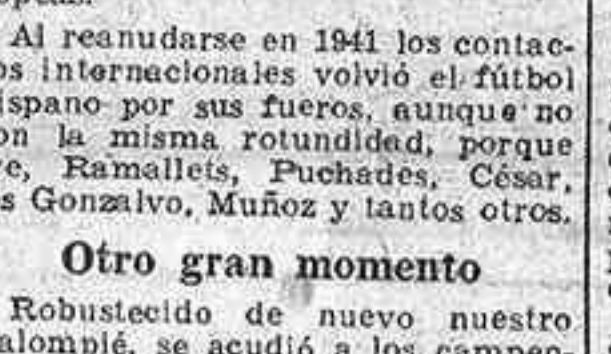 Al reanudarse en 1941 los contac-
os internacionales volvió el fútbol
ispano por sus fueros, aunque no
on la misma rotundidad, porque
e, Ramallets, Puchades, César,
s Gonzalvo, Muñoz y tantos otros.
Otro gran momento
Robustecido de nuevo nuestro
alompié, se acudió a los campeo-